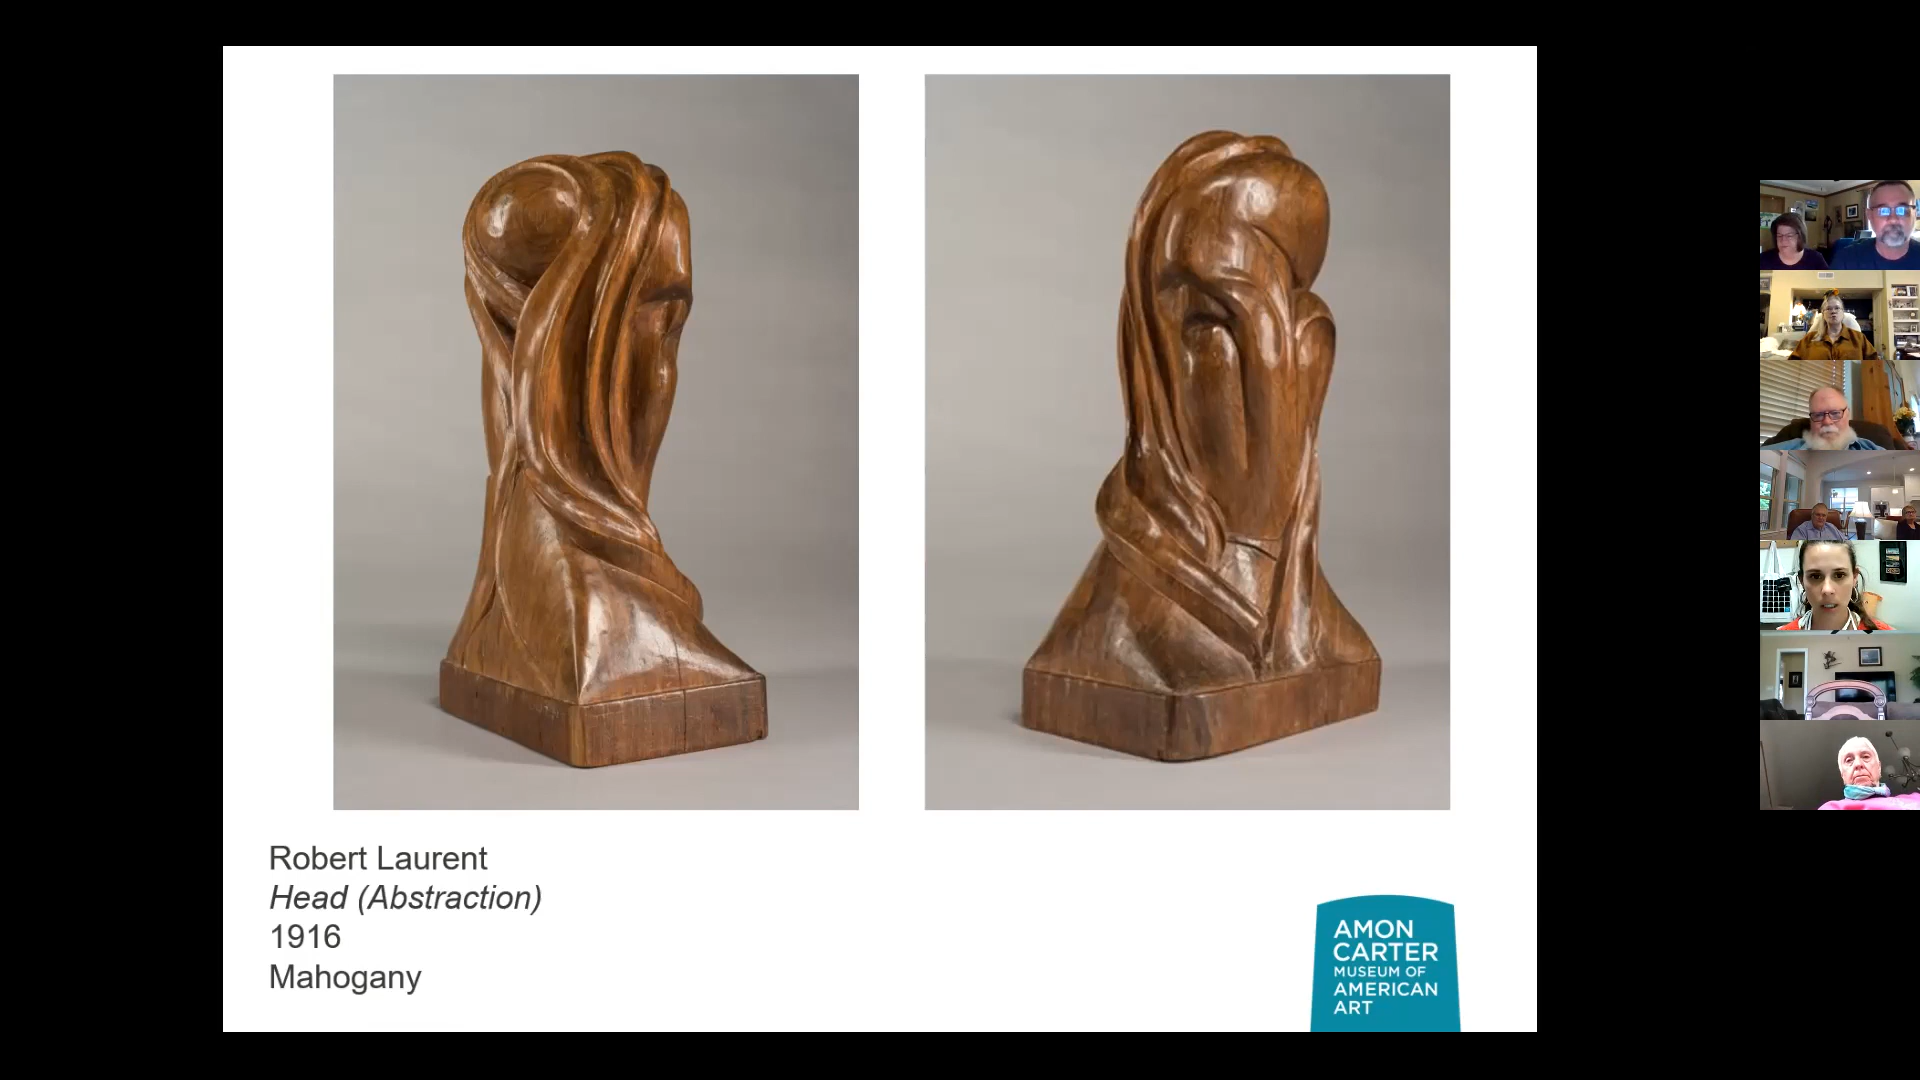 Robert Laurent
Head (Abstraction)
1916
Mahogany
AMON
CARTER
MUSEUM OF
AMERICAN
ART